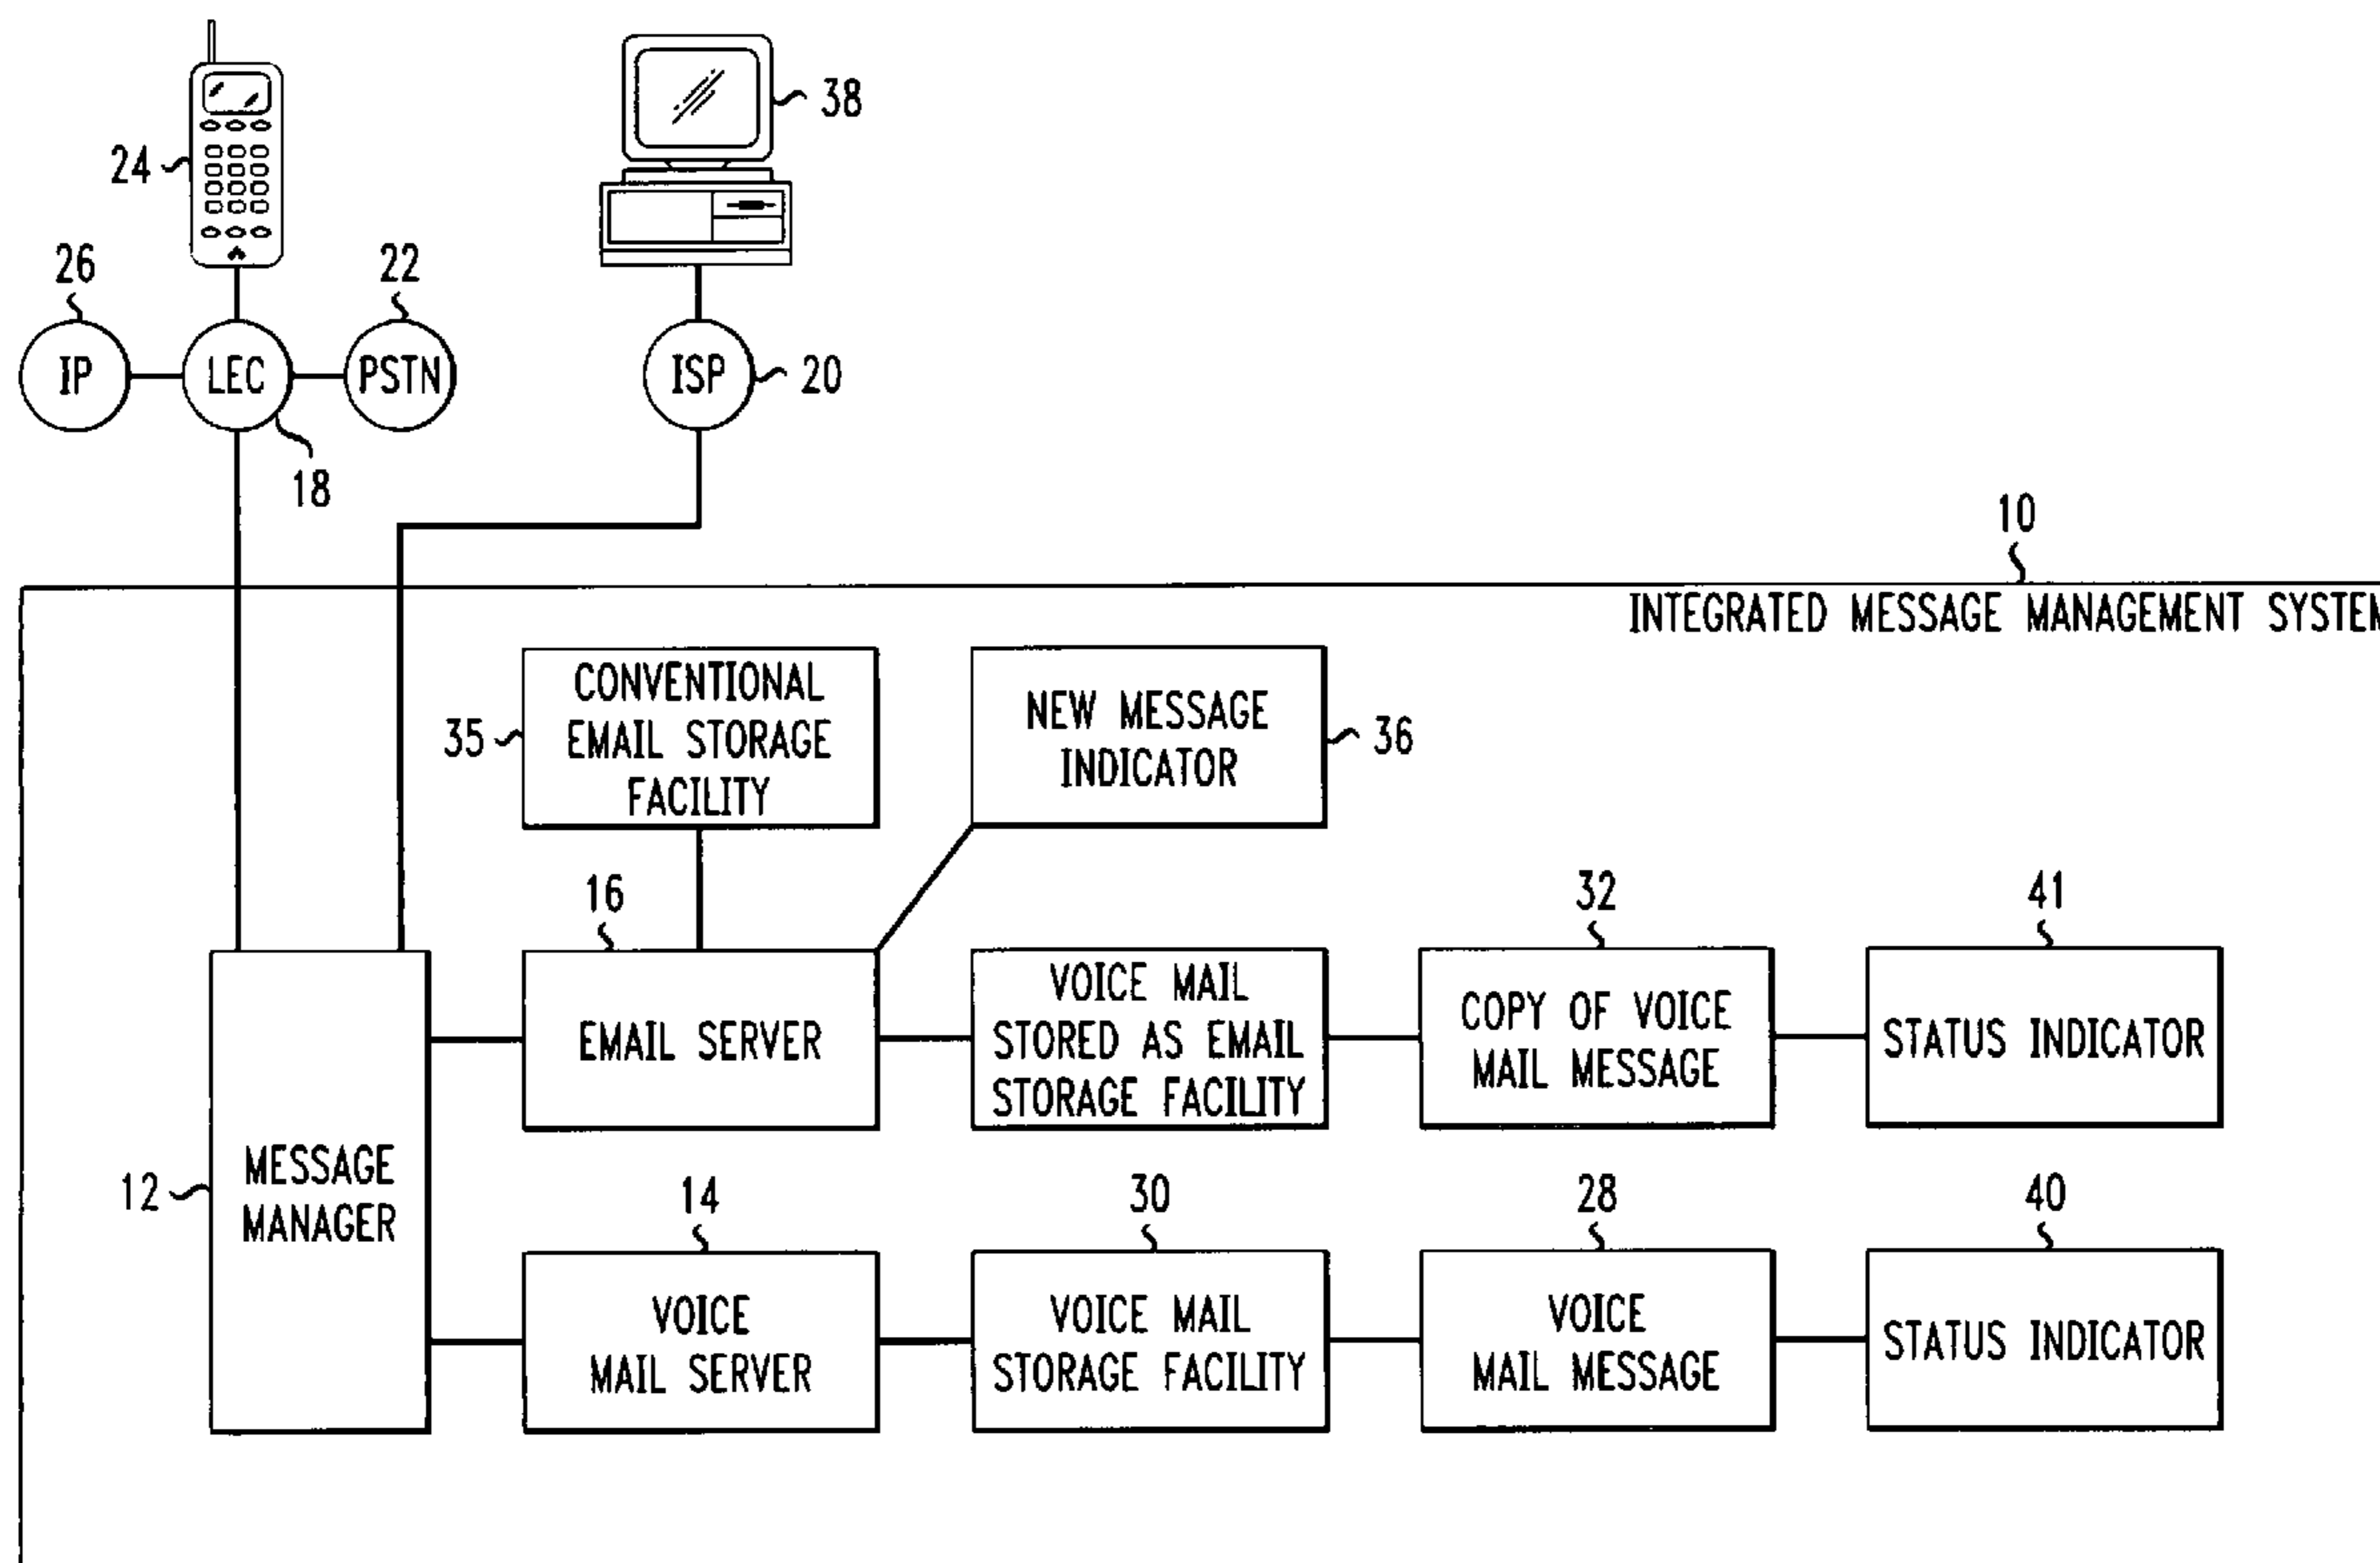 38
24
26
22
IP
LEC
PSTN
ISP
20
18
10
INTEGRATED MESSAGE MANAGEMENT
CONVENTIONAL
EMAIL STORAGE
FACILITY
35
NEW MESSAGE
INDICATOR
36
16
32
41
EMAIL SERVER
VOICE MAIL
STORED AS EMAIL
STORAGE FACILITY
COPY OF VOICE
MAIL MESSAGE
STATUS INDICATOR
12
MESSAGE
MANAGER
14
30
28
40
VOICE
MAIL SERVER
VOICE MAIL
STORAGE FACILITY
VOICE
MAIL MESSAGE
STATUS INDICATOR